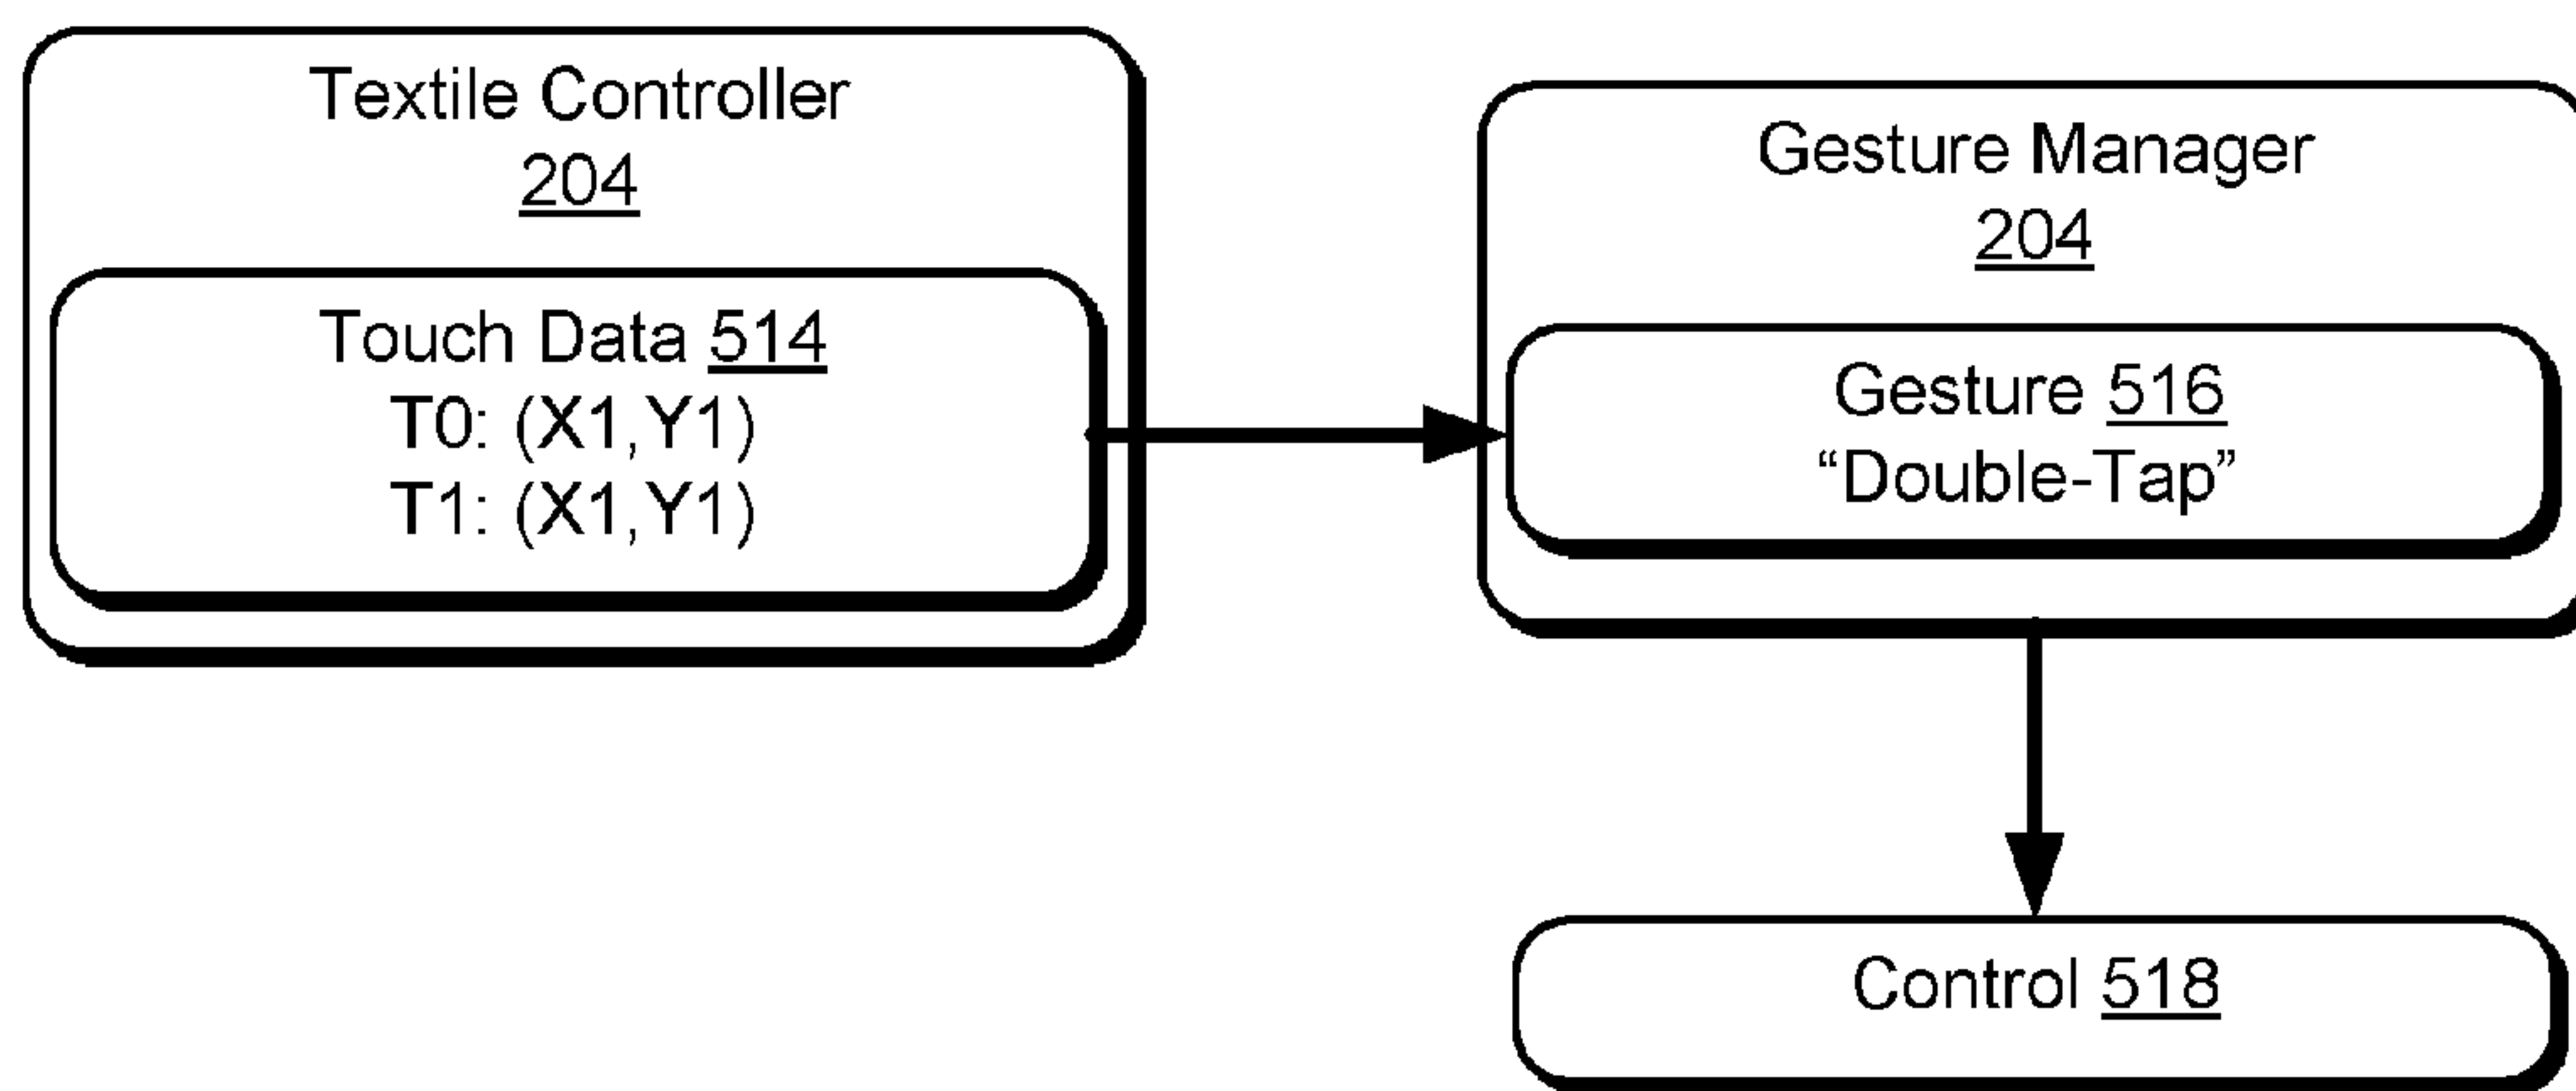 Textile Controller
204
Touch Data 514
T0: (X1,Y1)
T1: (X1,Y1)
Gesture Manager
204
Gesture 516
“Double-Tap”
Control 518